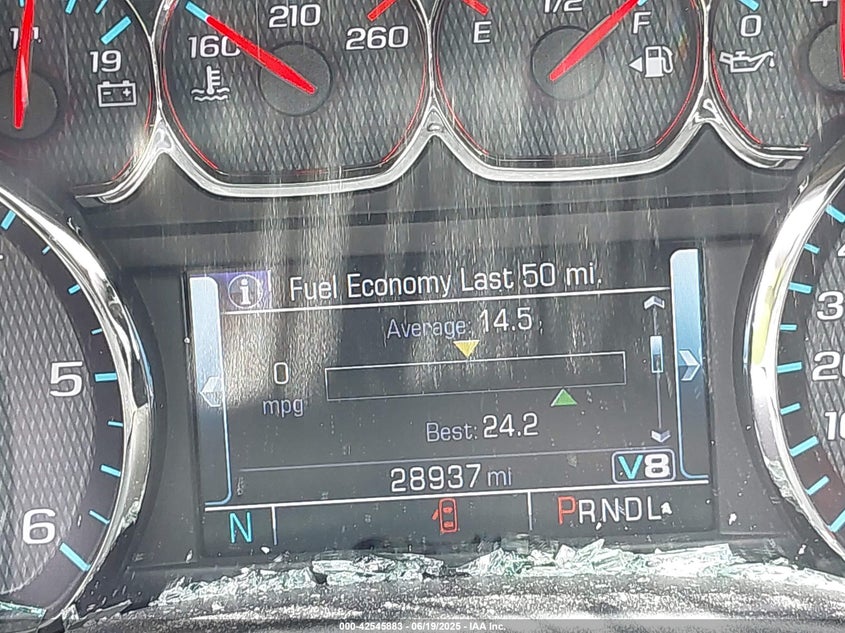 19
160
210
260
E
1/2
F
0
Fuel Economy Last 50 mi.
Average: 14.5
0
mpg
Best: 24.2
28937 mi
V8
N
PRNDL
5
6
000-42545883 - 06/19/2025 - IAA Inc.